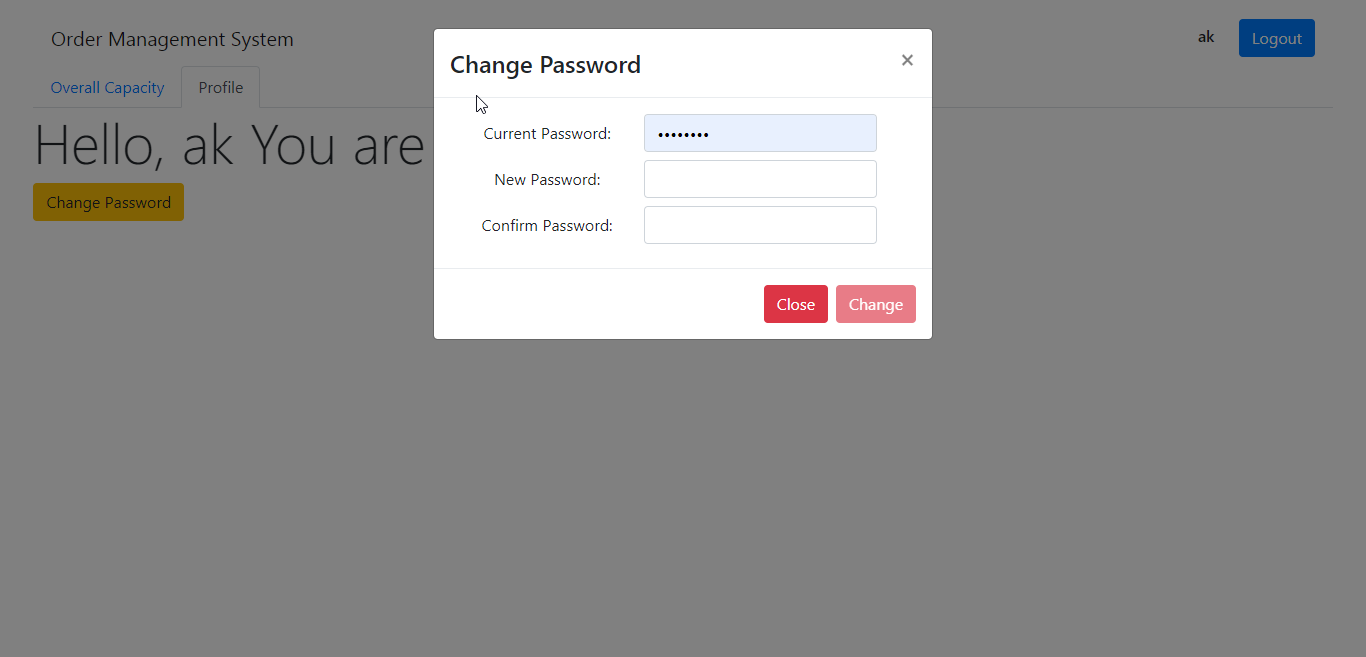 Order Management System
ak
Logout
Overall Capacity
Profile
Hello, ak You are
Change Password
Change Password
×
Current Password:
••••••••
New Password:
Confirm Password:
Close
Change